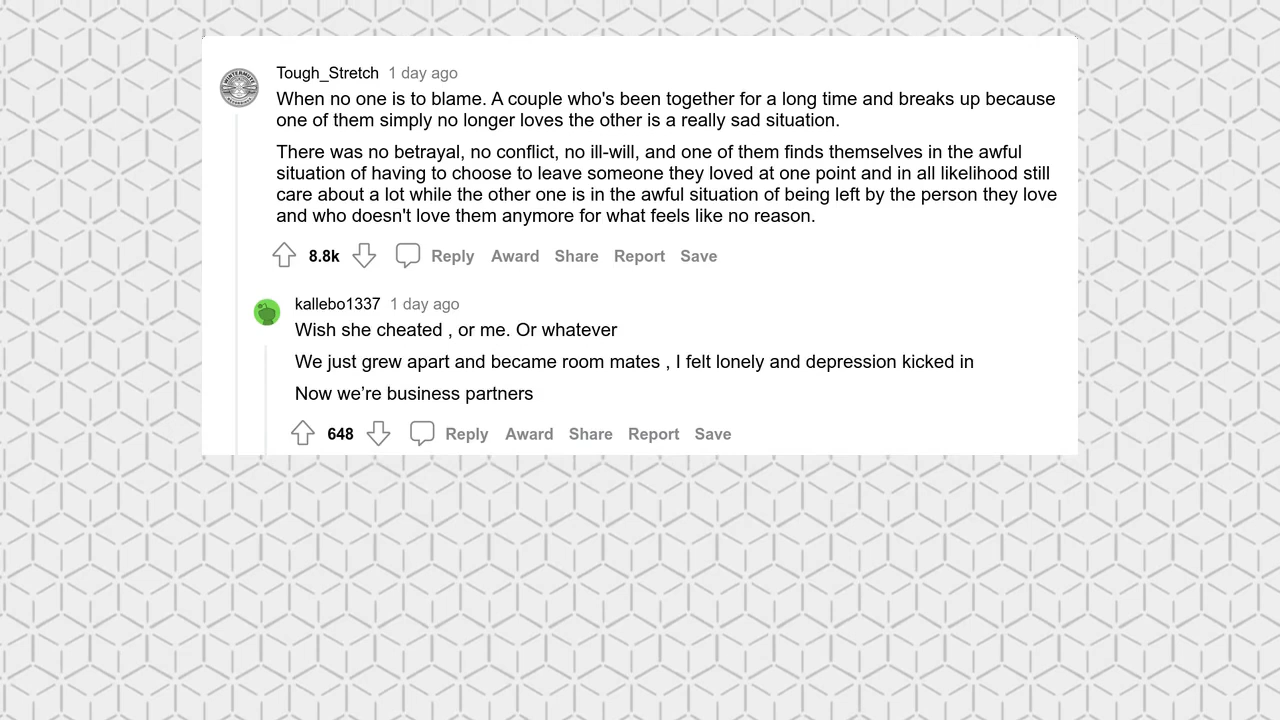 Tough_Stretch 1 day ago
When no one is to blame. A couple who's been together for a long time and breaks up because
one of them simply no longer loves the other is a really sad situation.
There was no betrayal, no conflict, no ill-will, and one of them finds themselves in the awful
situation of having to choose to leave someone they loved at one point and in all likelihood still
care about a lot while the other one is in the awful situation of being left by the person they love
and who doesn't love them anymore for what feels like no reason.
8.8k Reply Award Share Report Save
kallebo1337 1 day ago
Wish she cheated , or me. Or whatever
We just grew apart and became room mates , I felt lonely and depression kicked in
Now we’re business partners
648 Reply Award Share Report Save